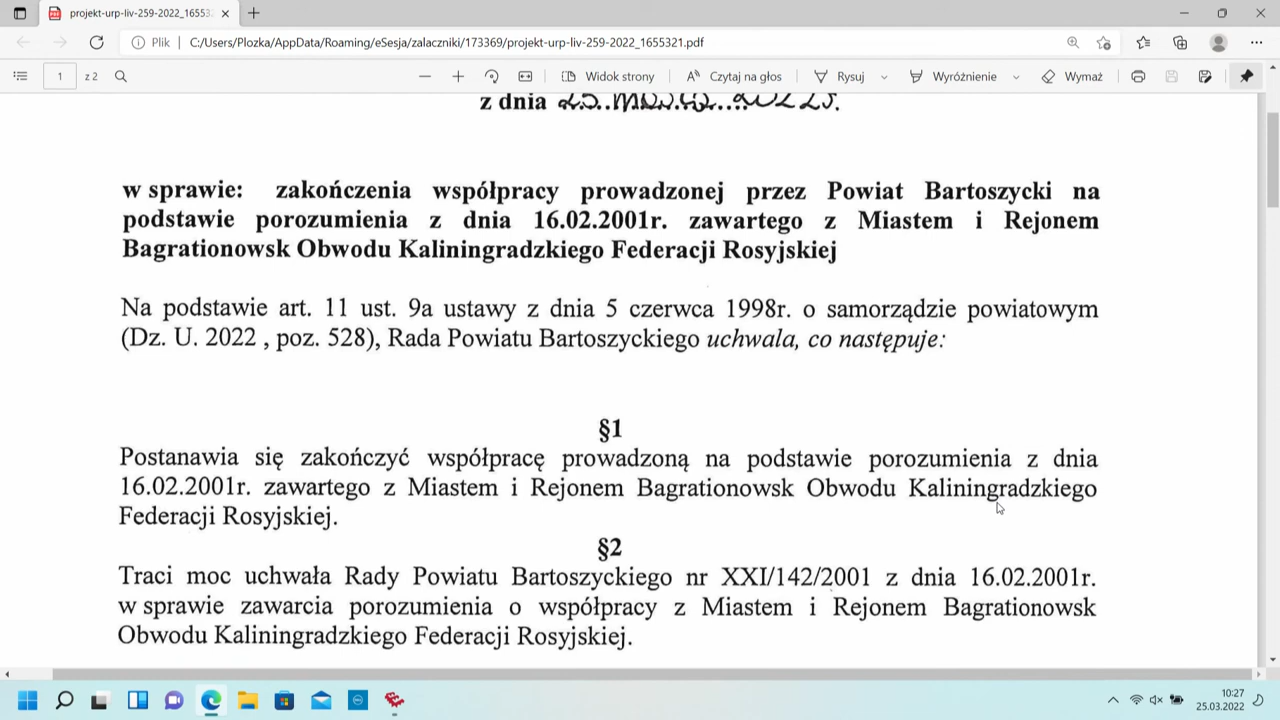 projekt-urp-liv-259-2022_16553
Plik | C:/Users/Plozka/AppData/Roaming/eSesja/zalaczniki/173369/projekt-urp-liv-259-2022_1655321.pdf
1 z 2 Widok strony Czytaj na głos Rysuj Wyróżnienie Wymaż
z dnia
w sprawie: zakończenia współpracy prowadzonej przez Powiat Bartoszycki na
podstawie porozumienia z dnia 16.02.2001r. zawartego z Miastem i Rejonem
Bagrationowsk Obwodu Kaliningradzkiego Federacji Rosyjskiej
Na podstawie art. 11 ust. 9a ustawy z dnia 5 czerwca 1998r. o samorządzie powiatowym
(Dz. U. 2022 , poz. 528), Rada Powiatu Bartoszyckiego uchwala, co następuje:
§1
Postanawia się zakończyć współpracę prowadzoną na podstawie porozumienia z dnia
16.02.2001r. zawartego z Miastem i Rejonem Bagrationowsk Obwodu Kaliningradzkiego
Federacji Rosyjskiej.
§2
Traci moc uchwała Rady Powiatu Bartoszyckiego nr XXI/142/2001 z dnia 16.02.2001r.
w sprawie zawarcia porozumienia o współpracy z Miastem i Rejonem Bagrationowsk
Obwodu Kaliningradzkiego Federacji Rosyjskiej.
10:27
25.03.2022